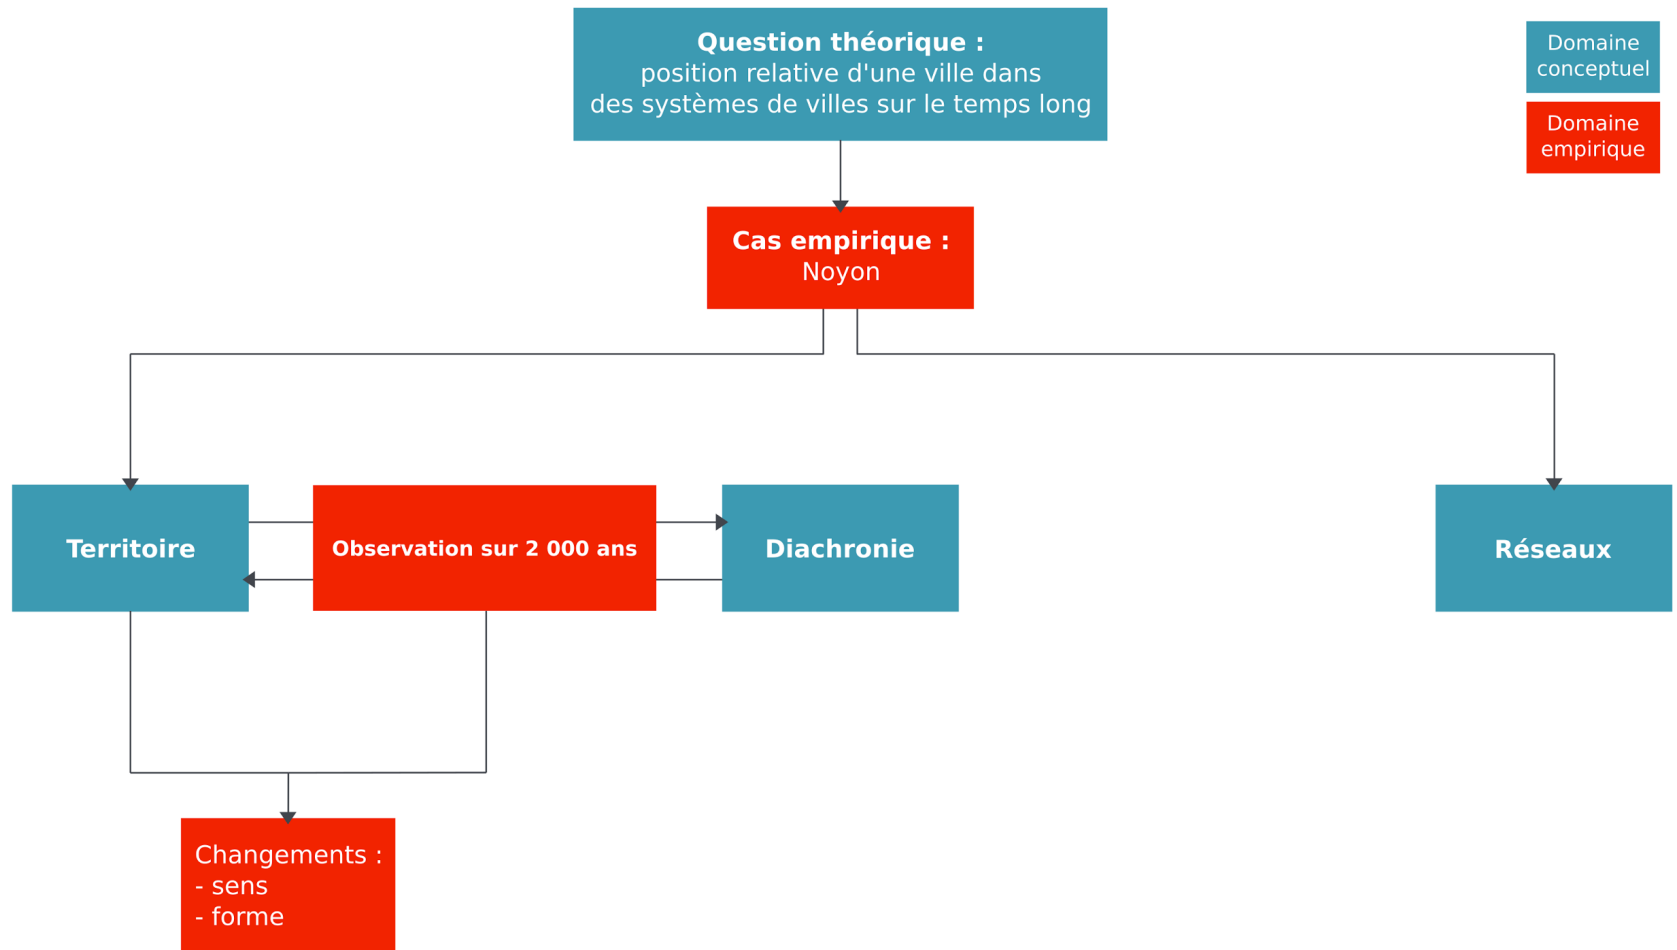 Question théorique :
position relative d'une ville dans
des systèmes de villes sur le temps long
Domaine
conceptuel
Domaine
empirique
Cas empirique :
Noyon
Territoire
Observation sur 2 000 ans
Diachronie
Réseaux
Changements :
- sens
- forme